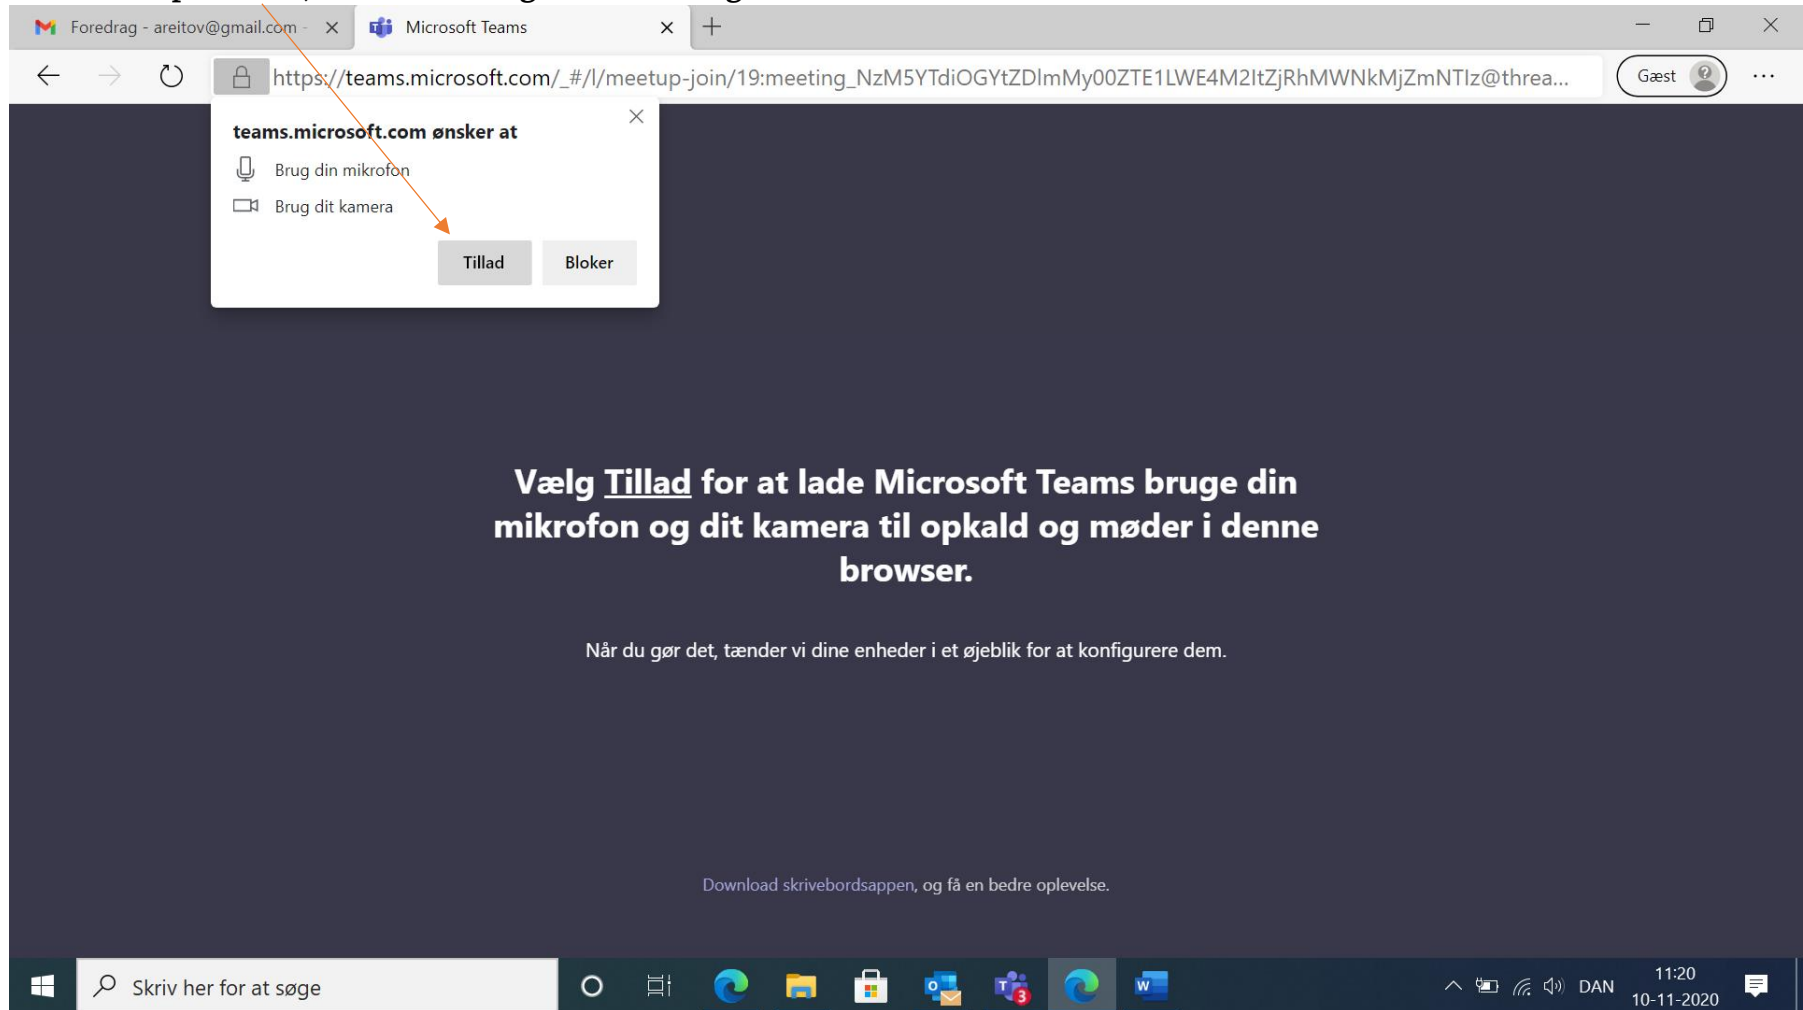 Foredrag - areitov@gmail.com -
Microsoft Teams
https://teams.microsoft.com/_#/l/meetup-join/19:meeting_NzM5YTdiOGYtZDlmMy00ZTE1LWE4M2ItZjRhMWNkMjZmNTIz@threa...
Gæst
teams.microsoft.com ønsker at
Brug din mikrofon
Brug dit kamera
Tillad
Bloker
Vælg Tillad for at lade Microsoft Teams bruge din
mikrofon og dit kamera til opkald og møder i denne
browser.
Når du gør det, tænder vi dine enheder i et øjeblik for at konfigurere dem.
Download skrivebordsappen, og få en bedre oplevelse.
Skriv her for at søge
3
DAN
11:20
10-11-2020